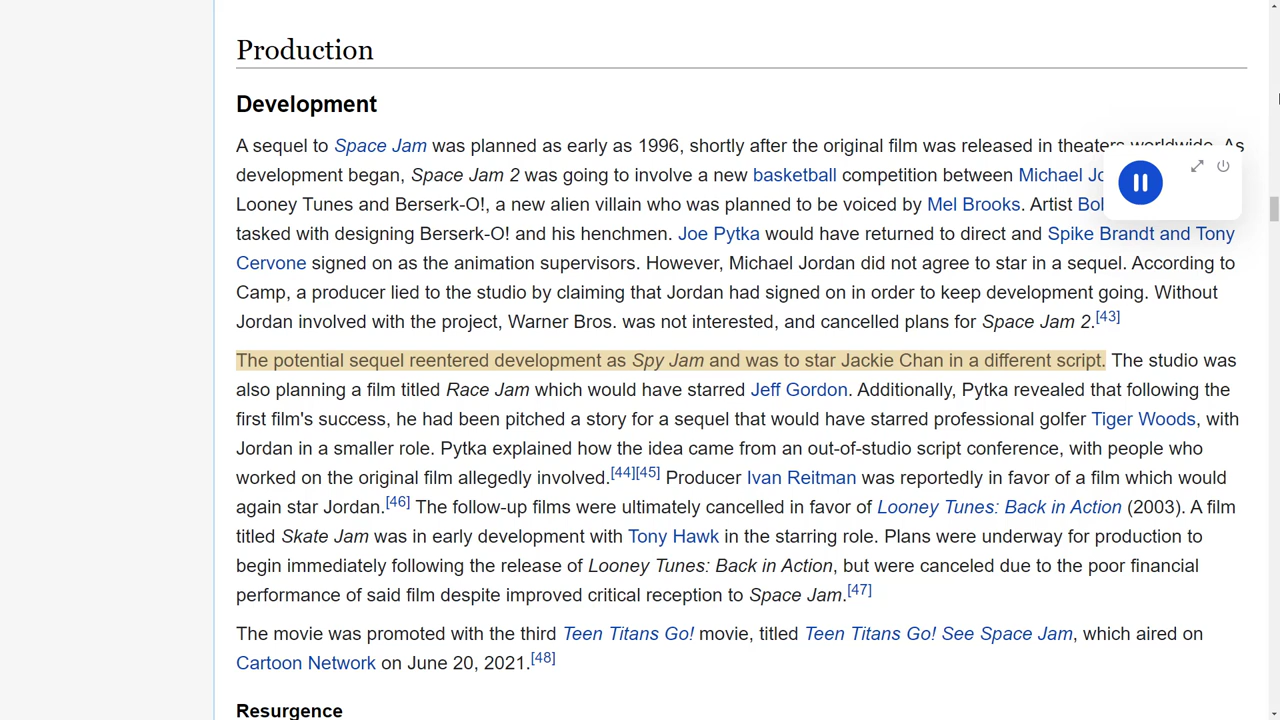 Production
Development
A sequel to Space Jam was planned as early as 1996, shortly after the original film was released in theaters worldwide. As
development began, Space Jam 2 was going to involve a new basketball competition between Michael Jo
Looney Tunes and Berserk-O!, a new alien villain who was planned to be voiced by Mel Brooks. Artist Bo
tasked with designing Berserk-O! and his henchmen. Joe Pytka would have returned to direct and Spike Brandt and Tony
Cervone signed on as the animation supervisors. However, Michael Jordan did not agree to star in a sequel. According to
Camp, a producer lied to the studio by claiming that Jordan had signed on in order to keep development going. Without
Jordan involved with the project, Warner Bros. was not interested, and cancelled plans for Space Jam 2.[43]
The potential sequel reentered development as Spy Jam and was to star Jackie Chan in a different script. The studio was
also planning a film titled Race Jam which would have starred Jeff Gordon. Additionally, Pytka revealed that following the
first film's success, he had been pitched a story for a sequel that would have starred professional golfer Tiger Woods, with
Jordan in a smaller role. Pytka explained how the idea came from an out-of-studio script conference, with people who
worked on the original film allegedly involved.[44][45] Producer Ivan Reitman was reportedly in favor of a film which would
again star Jordan.[46] The follow-up films were ultimately cancelled in favor of Looney Tunes: Back in Action (2003). A film
titled Skate Jam was in early development with Tony Hawk in the starring role. Plans were underway for production to
begin immediately following the release of Looney Tunes: Back in Action, but were canceled due to the poor financial
performance of said film despite improved critical reception to Space Jam.[47]
The movie was promoted with the third Teen Titans Go! movie, titled Teen Titans Go! See Space Jam, which aired on
Cartoon Network on June 20, 2021.[48]
Resurgence